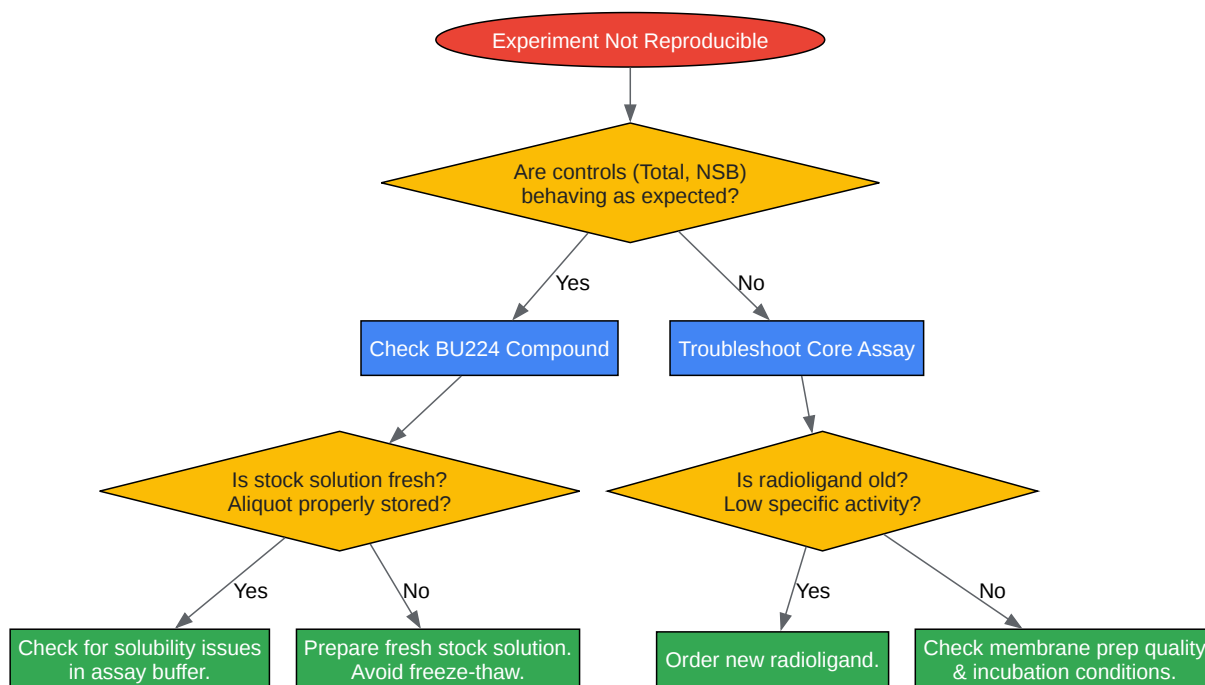 Experiment Not Reproducible
Are controls (Total, NSB)
behaving as expected?
Yes
No
Check BU224 Compound
Troubleshoot Core Assay
Is stock solution fresh?
Aliquot properly stored?
Is radioligand old?
Low specific activity?
Yes
No
Yes
No
Check for solubility issues
in assay buffer.
Prepare fresh stock solution.
Avoid freeze-thaw.
Order new radioligand.
Check membrane prep quality
& incubation conditions.